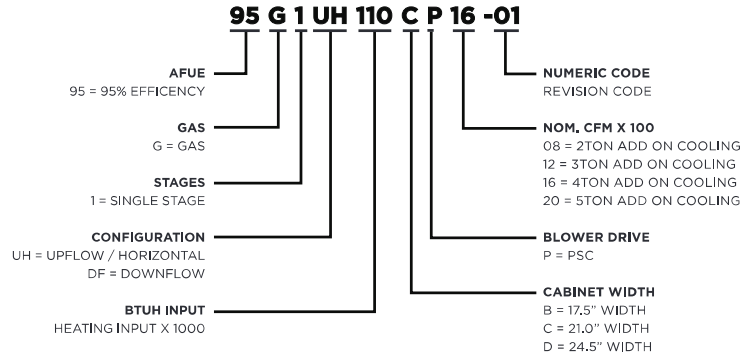 95 G 1 UH 110 C P 16 -01
AFUE
95 = 95% EFFICENCY
GAS
G = GAS
STAGES
1 = SINGLE STAGE
CONFIGURATION
UH = UPFLOW / HORIZONTAL
DF = DOWNFLOW
BTUH INPUT
HEATING INPUT X 1000
NUMERIC CODE
REVISION CODE
NOM. CFM X 100
08 = 2TON ADD ON COOLING
12 = 3TON ADD ON COOLING
16 = 4TON ADD ON COOLING
20 = 5TON ADD ON COOLING
BLOWER DRIVE
P = PSC
CABINET WIDTH
B = 17.5" WIDTH
C = 21.0" WIDTH
D = 24.5" WIDTH